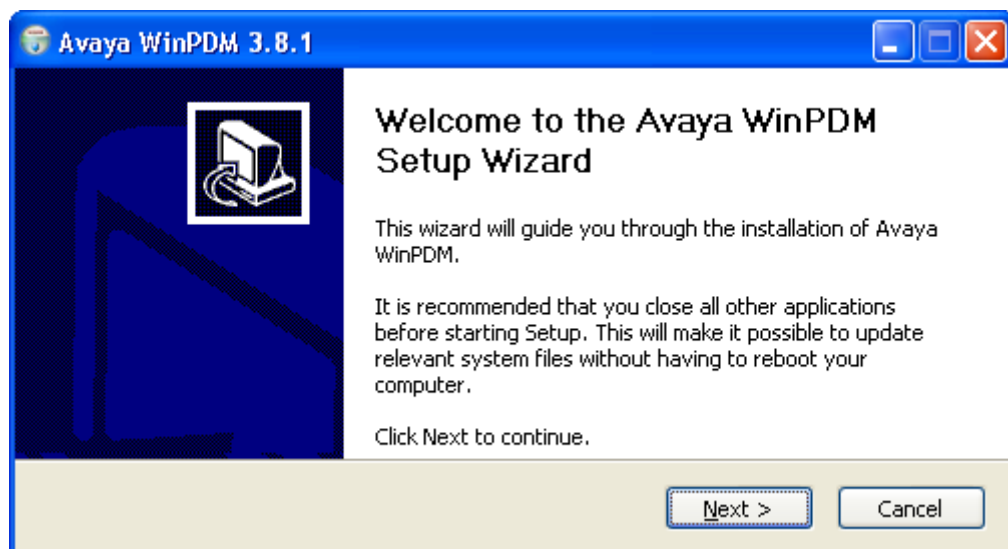 Avaya WinPDM 3.8.1
Welcome to the Avaya WinPDM
Setup Wizard
This wizard will guide you through the installation of Avaya
WinPDM.
It is recommended that you close all other applications
before starting Setup. This will make it possible to update
relevant system files without having to reboot your
computer.
Click Next to continue.
Next >
Cancel